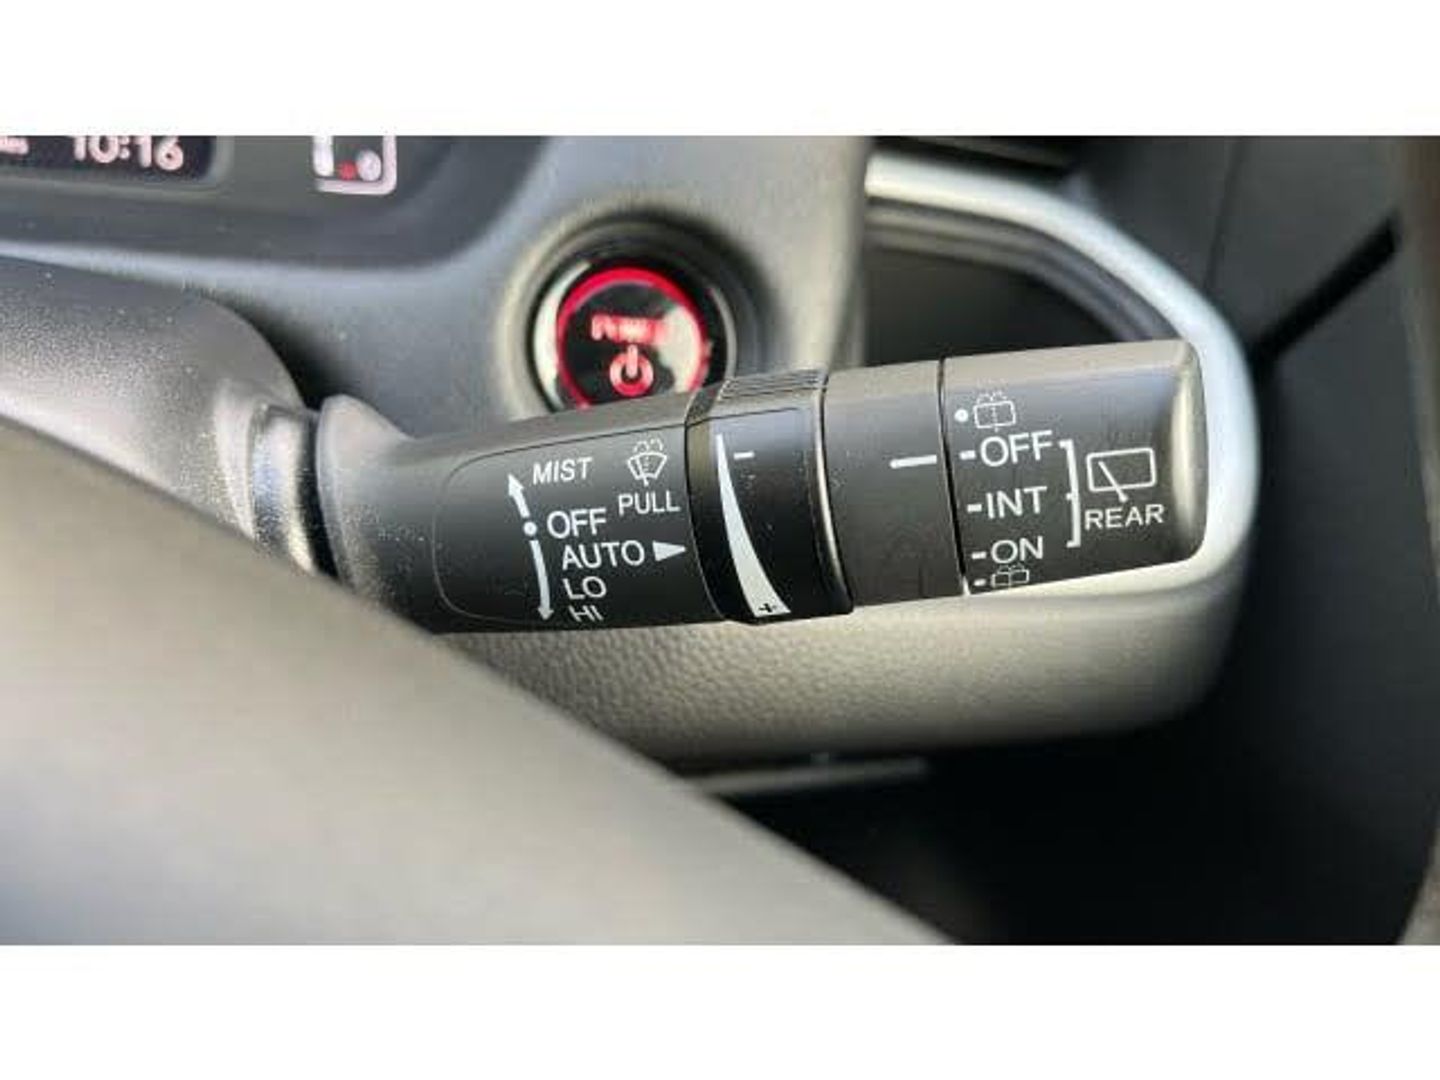 10:16
MIST
PULL
OFF
AUTO
LO
HI
-
+
OFF
INT
ON
REAR